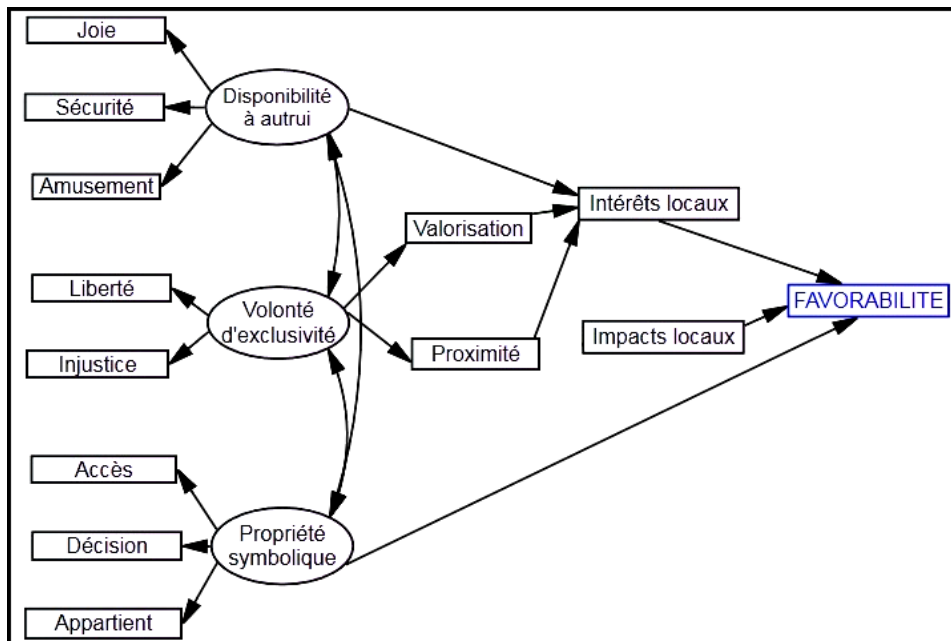 Joie
Sécurité
Amusement
Disponibilité
à autrui
Intérêts locaux
Valorisation
Liberté
Injustice
Volonté
d'exclusivité
Proximité
FAVORABILITE
Impacts locaux
Accès
Décision
Appartient
Propriété
symbolique